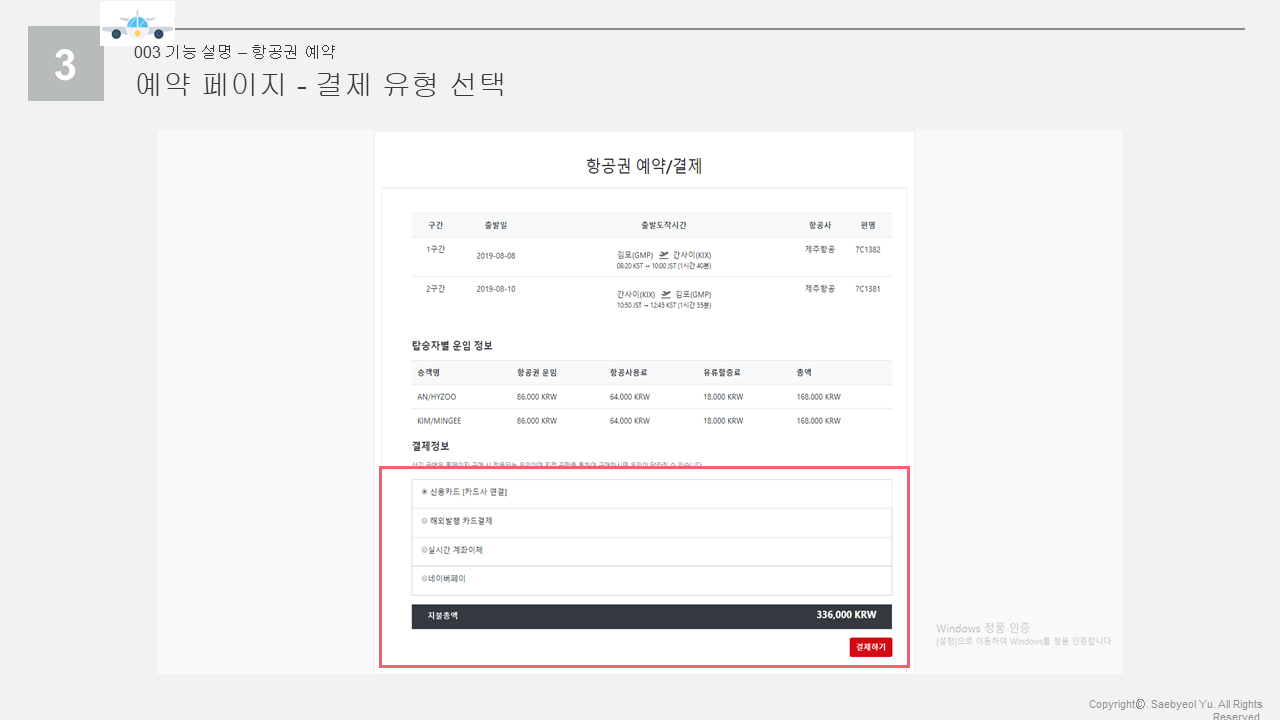 3
003 기능 설명 – 항공권 예약
예약 페이지 - 결제 유형 선택
항공권 예약/결제
구간 출발일 출발도착시간 항공사 편명
1구간 2019-08-08 김포(GMP) 간사이(KIX) 제주항공 7C1382
08:20 KST → 10:00 JST (1시간 40분)
2구간 2019-08-10 간사이(KIX) 김포(GMP) 제주항공 7C1381
10:50 JST → 12:45 KST (1시간 55분)
탑승자별 운임 정보
승객명 항공권 운임 항공사용료 유류할증료 총액
AN/HYZOO 86.000 KRW 64.000 KRW 18.000 KRW 168.000 KRW
KIM/MINGEE 86.000 KRW 64.000 KRW 18.000 KRW 168.000 KRW
결제정보
신용카드 [카드사 연결]
해외발행 카드결제
실시간 계좌이체
네이버페이
지불총액 336,000 KRW
결제하기
Windows 정품 인증
[설정]으로 이동하여 Windows를 정품 인증합니다.
Copyright©. Saebyeol Yu. All Rights
Reserved.